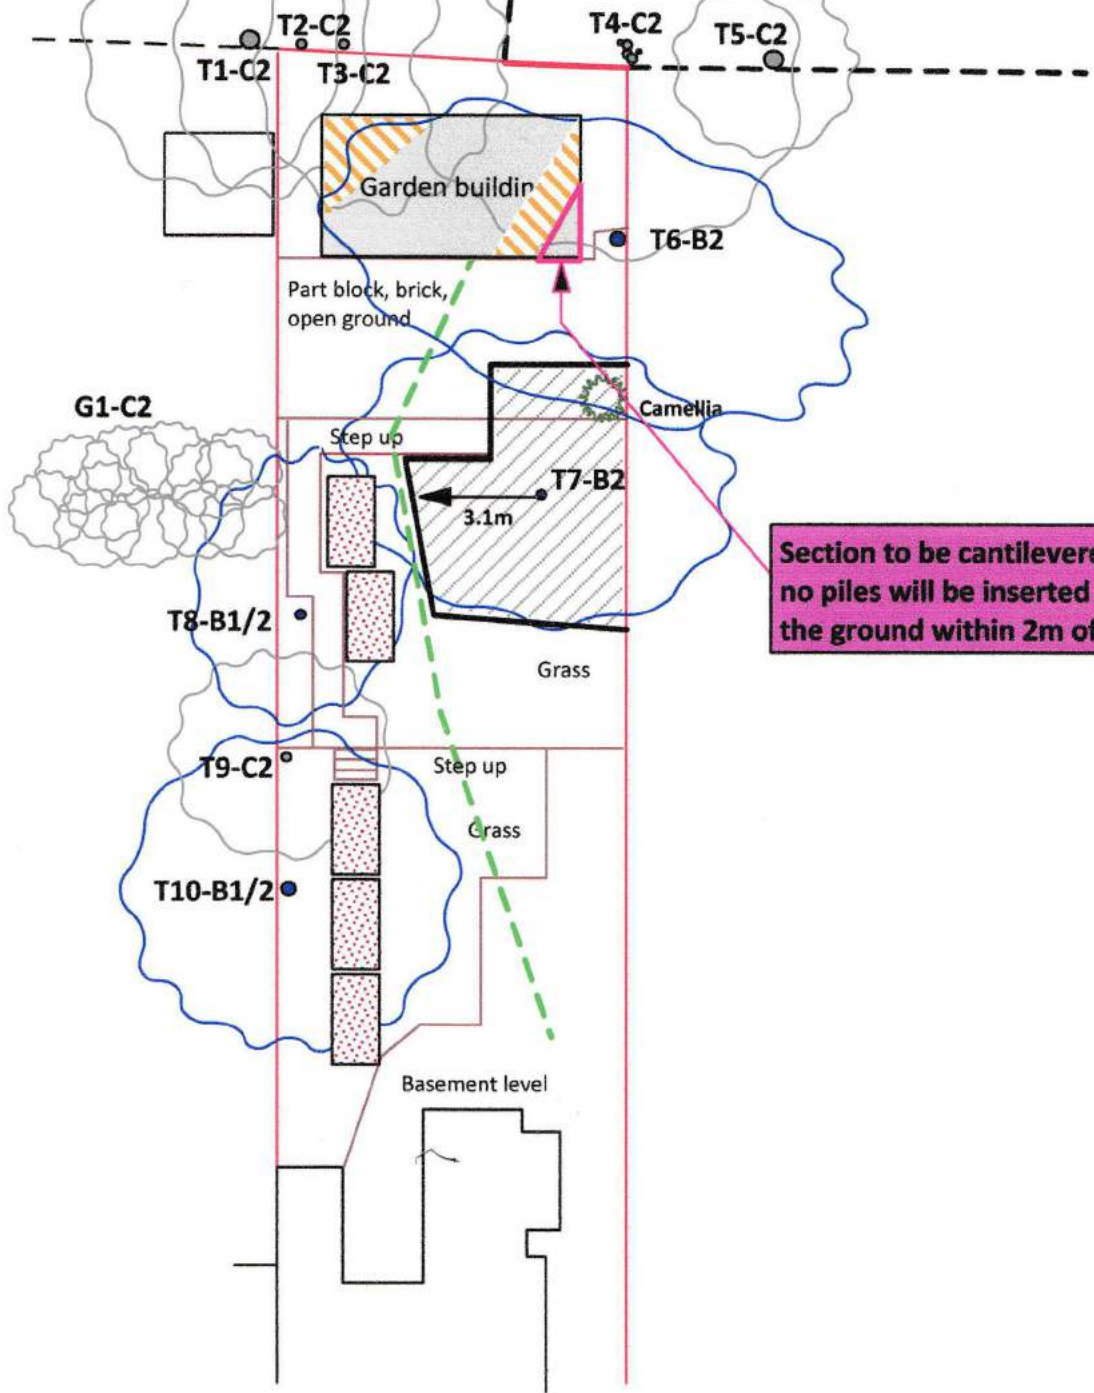 T2-C2
T4-C2
T5-C2
T1-C2
T3-C2
Garden buildin
T6-B2
Part block, brick,
open ground
Camellia
G1-C2
Step up
T7-B2
3.1m
Section to be cantilevere
no piles will be inserted
the ground within 2m of
T8-B1/2
Grass
T9-C2
Step up
Grass
T10-B1/2
Basement level